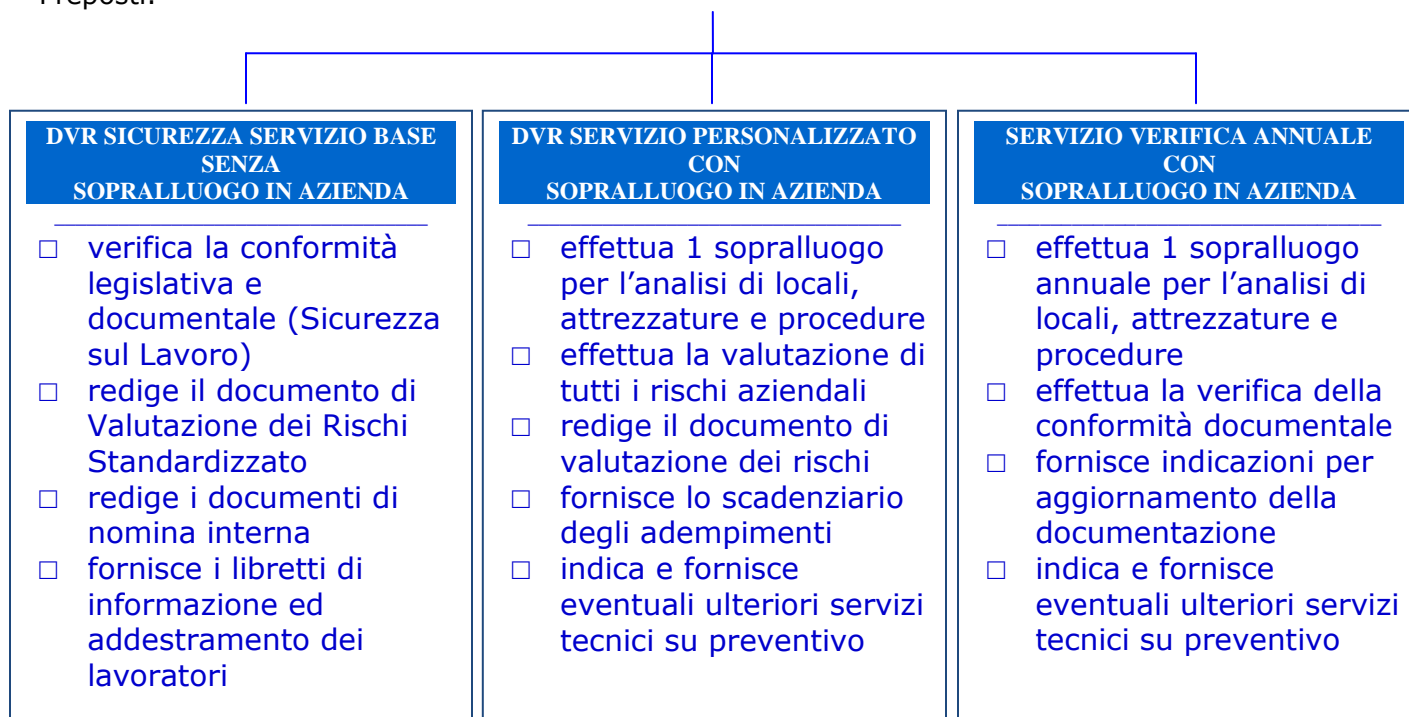 Preposti.
DVR SICUREZZA SERVIZIO BASE
SENZA
SOPRALLUOGO IN AZIENDA
□ verifica la conformità
legislativa e
documentale (Sicurezza
sul Lavoro)
□ redige il documento di
Valutazione dei Rischi
Standardizzato
□ redige i documenti di
nomina interna
□ fornisce i libretti di
informazione ed
addestramento dei
lavoratori
DVR SERVIZIO PERSONALIZZATO
CON
SOPRALLUOGO IN AZIENDA
□ effettua 1 sopralluogo
per l’analisi di locali,
attrezzature e procedure
□ effettua la valutazione di
tutti i rischi aziendali
□ redige il documento di
valutazione dei rischi
□ fornisce lo scadenziario
degli adempimenti
□ indica e fornisce
eventuali ulteriori servizi
tecnici su preventivo
SERVIZIO VERIFICA ANNUALE
CON
SOPRALLUOGO IN AZIENDA
□ effettua 1 sopralluogo
annuale per l’analisi di
locali, attrezzature e
procedure
□ effettua la verifica della
conformità documentale
□ fornisce indicazioni per
aggiornamento della
documentazione
□ indica e fornisce
eventuali ulteriori servizi
tecnici su preventivo